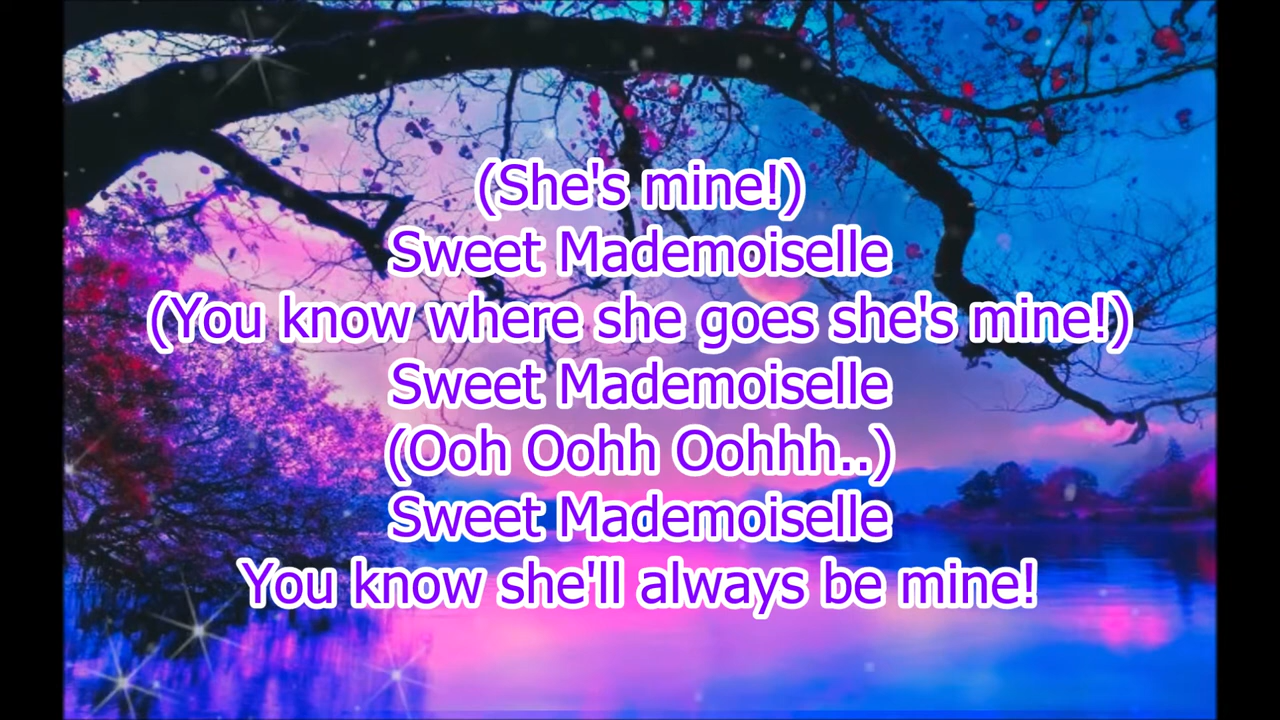 (She's mine!)
Sweet Mademoiselle
(You know where she goes she's mine!)
Sweet Mademoiselle
(Ooh Oohh Oohhh..)
Sweet Mademoiselle
You know she'll always be mine!